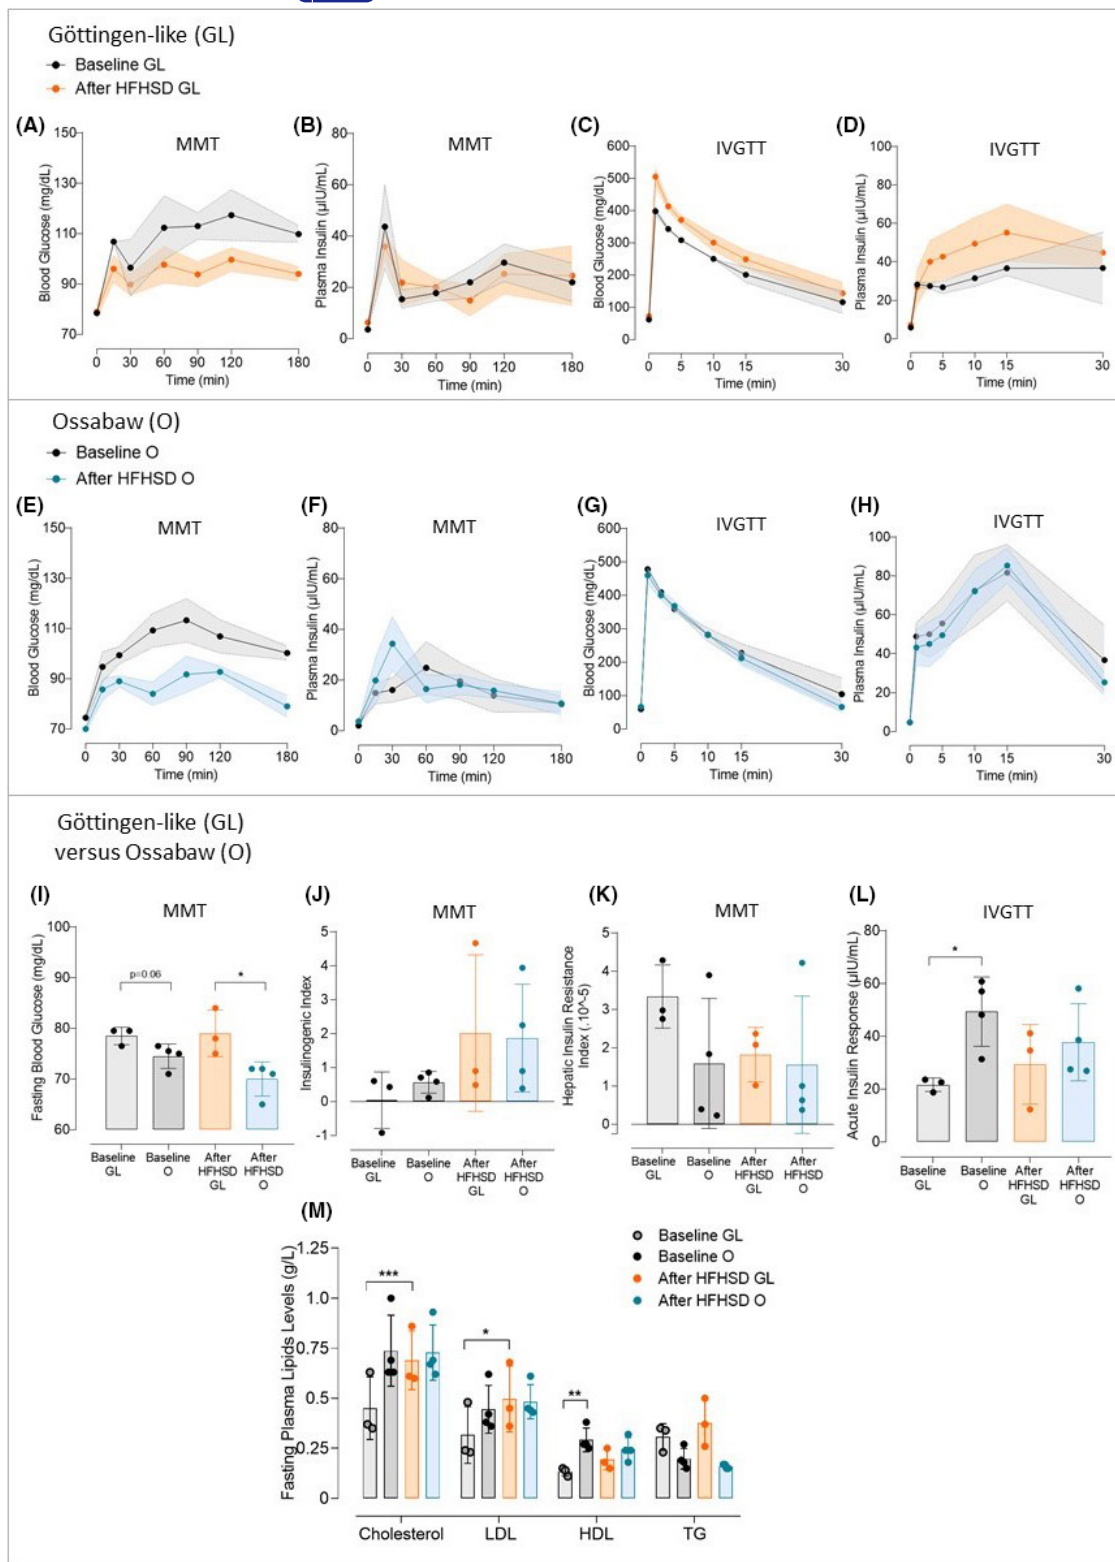 Göttingen-like (GL)
Baseline GL
After HFHSD GL
(A)
MMT
Blood Glucose (mg/dL)
150
130
110
90
70
0 30 60 90 120 180
Time (min)
(B)
MMT
Plasma Insulin (µIU/mL)
80
60
40
20
0
0 30 60 90 120 180
Time (min)
(C)
IVGTT
Blood Glucose (mg/dL)
600
500
400
300
200
100
0
0 5 10 15 30
Time (min)
(D)
IVGTT
Plasma Insulin (µIU/mL)
100
80
60
40
20
0
0 5 10 15 30
Time (min)
Ossabaw (O)
Baseline O
After HFHSD O
(E)
MMT
Blood Glucose (mg/dL)
150
130
110
90
70
0 30 60 90 120 180
Time (min)
(F)
MMT
Plasma Insulin (µIU/mL)
80
60
40
20
0
0 30 60 90 120 180
Time (min)
(G)
IVGTT
Blood Glucose (mg/dL)
600
500
400
300
200
100
0
0 5 10 15 30
Time (min)
(H)
IVGTT
Plasma Insulin (µIU/mL)
100
80
60
40
20
0
0 5 10 15 30
Time (min)
Göttingen-like (GL)
versus Ossabaw (O)
(I)
MMT
Fasting Blood Glucose (mg/dL)
100
90
80
70
60
p=0.06
*
Baseline GL
Baseline O
After HFHSD GL
After HFHSD O
(J)
MMT
Insulinogenic Index
5
4
3
2
1
0
-1
Baseline GL
Baseline O
After HFHSD GL
After HFHSD O
(K)
MMT
Hepatic Insulin Resistance
Index (.10^-5)
5
4
3
2
1
0
Baseline GL
Baseline O
After HFHSD GL
After HFHSD O
(L)
IVGTT
Acute Insulin Response (µIU/mL)
80
60
40
20
0
*
Baseline GL
Baseline O
After HFHSD GL
After HFHSD O
(M)
Fasting Plasma Lipids Levels (g/L)
1.25
1.0
0.75
0.5
0.25
0
***
*
**
Baseline GL
Baseline O
After HFHSD GL
After HFHSD O
Cholesterol LDL HDL TG